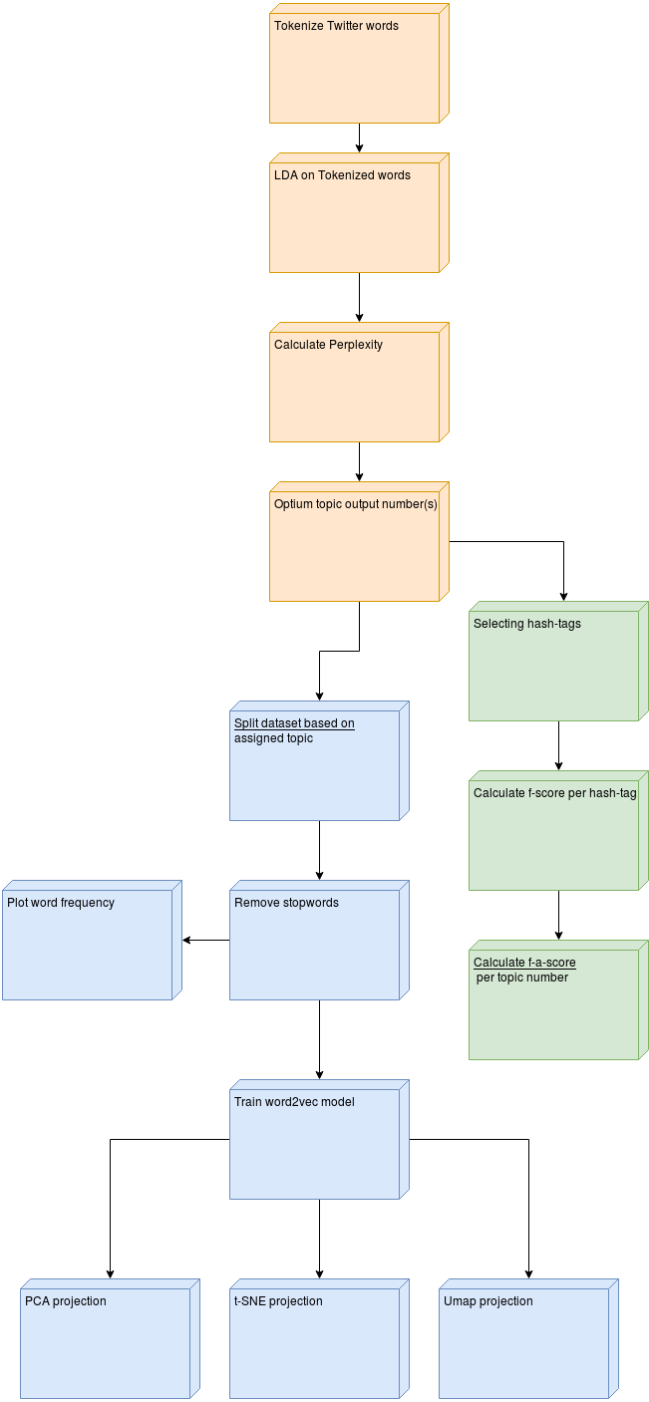 Tokenize Twitter words
LDA on Tokenized words
Calculate Perplexity
Optium topic output number(s)
Selecting hash-tags
Split dataset based on
assigned topic
Calculate f-score per hash-tag
Plot word frequency
Remove stopwords
Calculate f-a-score
per topic number
Train word2vec model
PCA projection
t-SNE projection
Umap projection